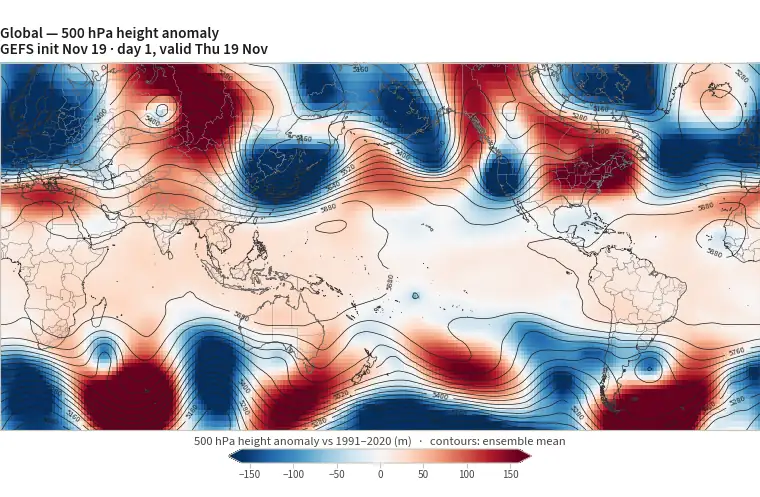 Global — 500 hPa height anomaly
GEFS init Nov 19 · day 1, valid Thu 19 Nov
500 hPa height anomaly vs 1991–2020 (m) · contours: ensemble mean
−150 −100 −50 0 50 100 150